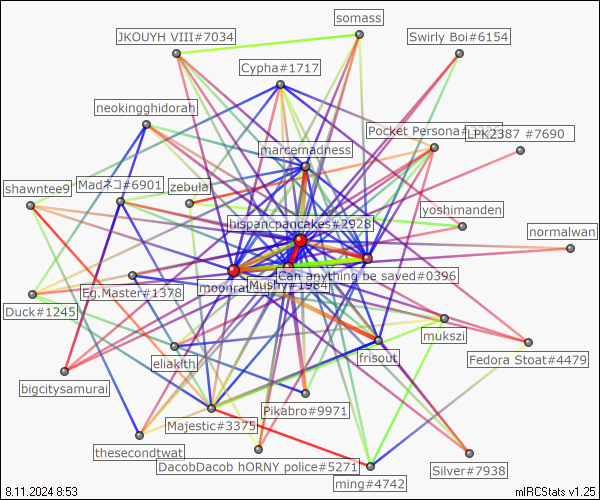 somass
JKOUYH VIII#7034
Swirly Boi#6154
Cypha#1717
neokingghidorah
Pocket Persona#
LPK2387 #7690
marcemadness
shawntee9
Madネコ#6901
zebula
yoshimanden
hispancpancakes#2928
normalwan
Can anything be saved#0396
Mushy#1984
Eg.Master#1378
Duck#1245
mukszi
frisout
eliakith
Fedora Stoat#4479
bigcitysamurai
Pikabro#9971
Majestic#3375
thesecondtwat
DacobDacob hORNY police#5271
Silver#7938
ming#4742
8.11.2024 8:53
mIRCStats v1.25